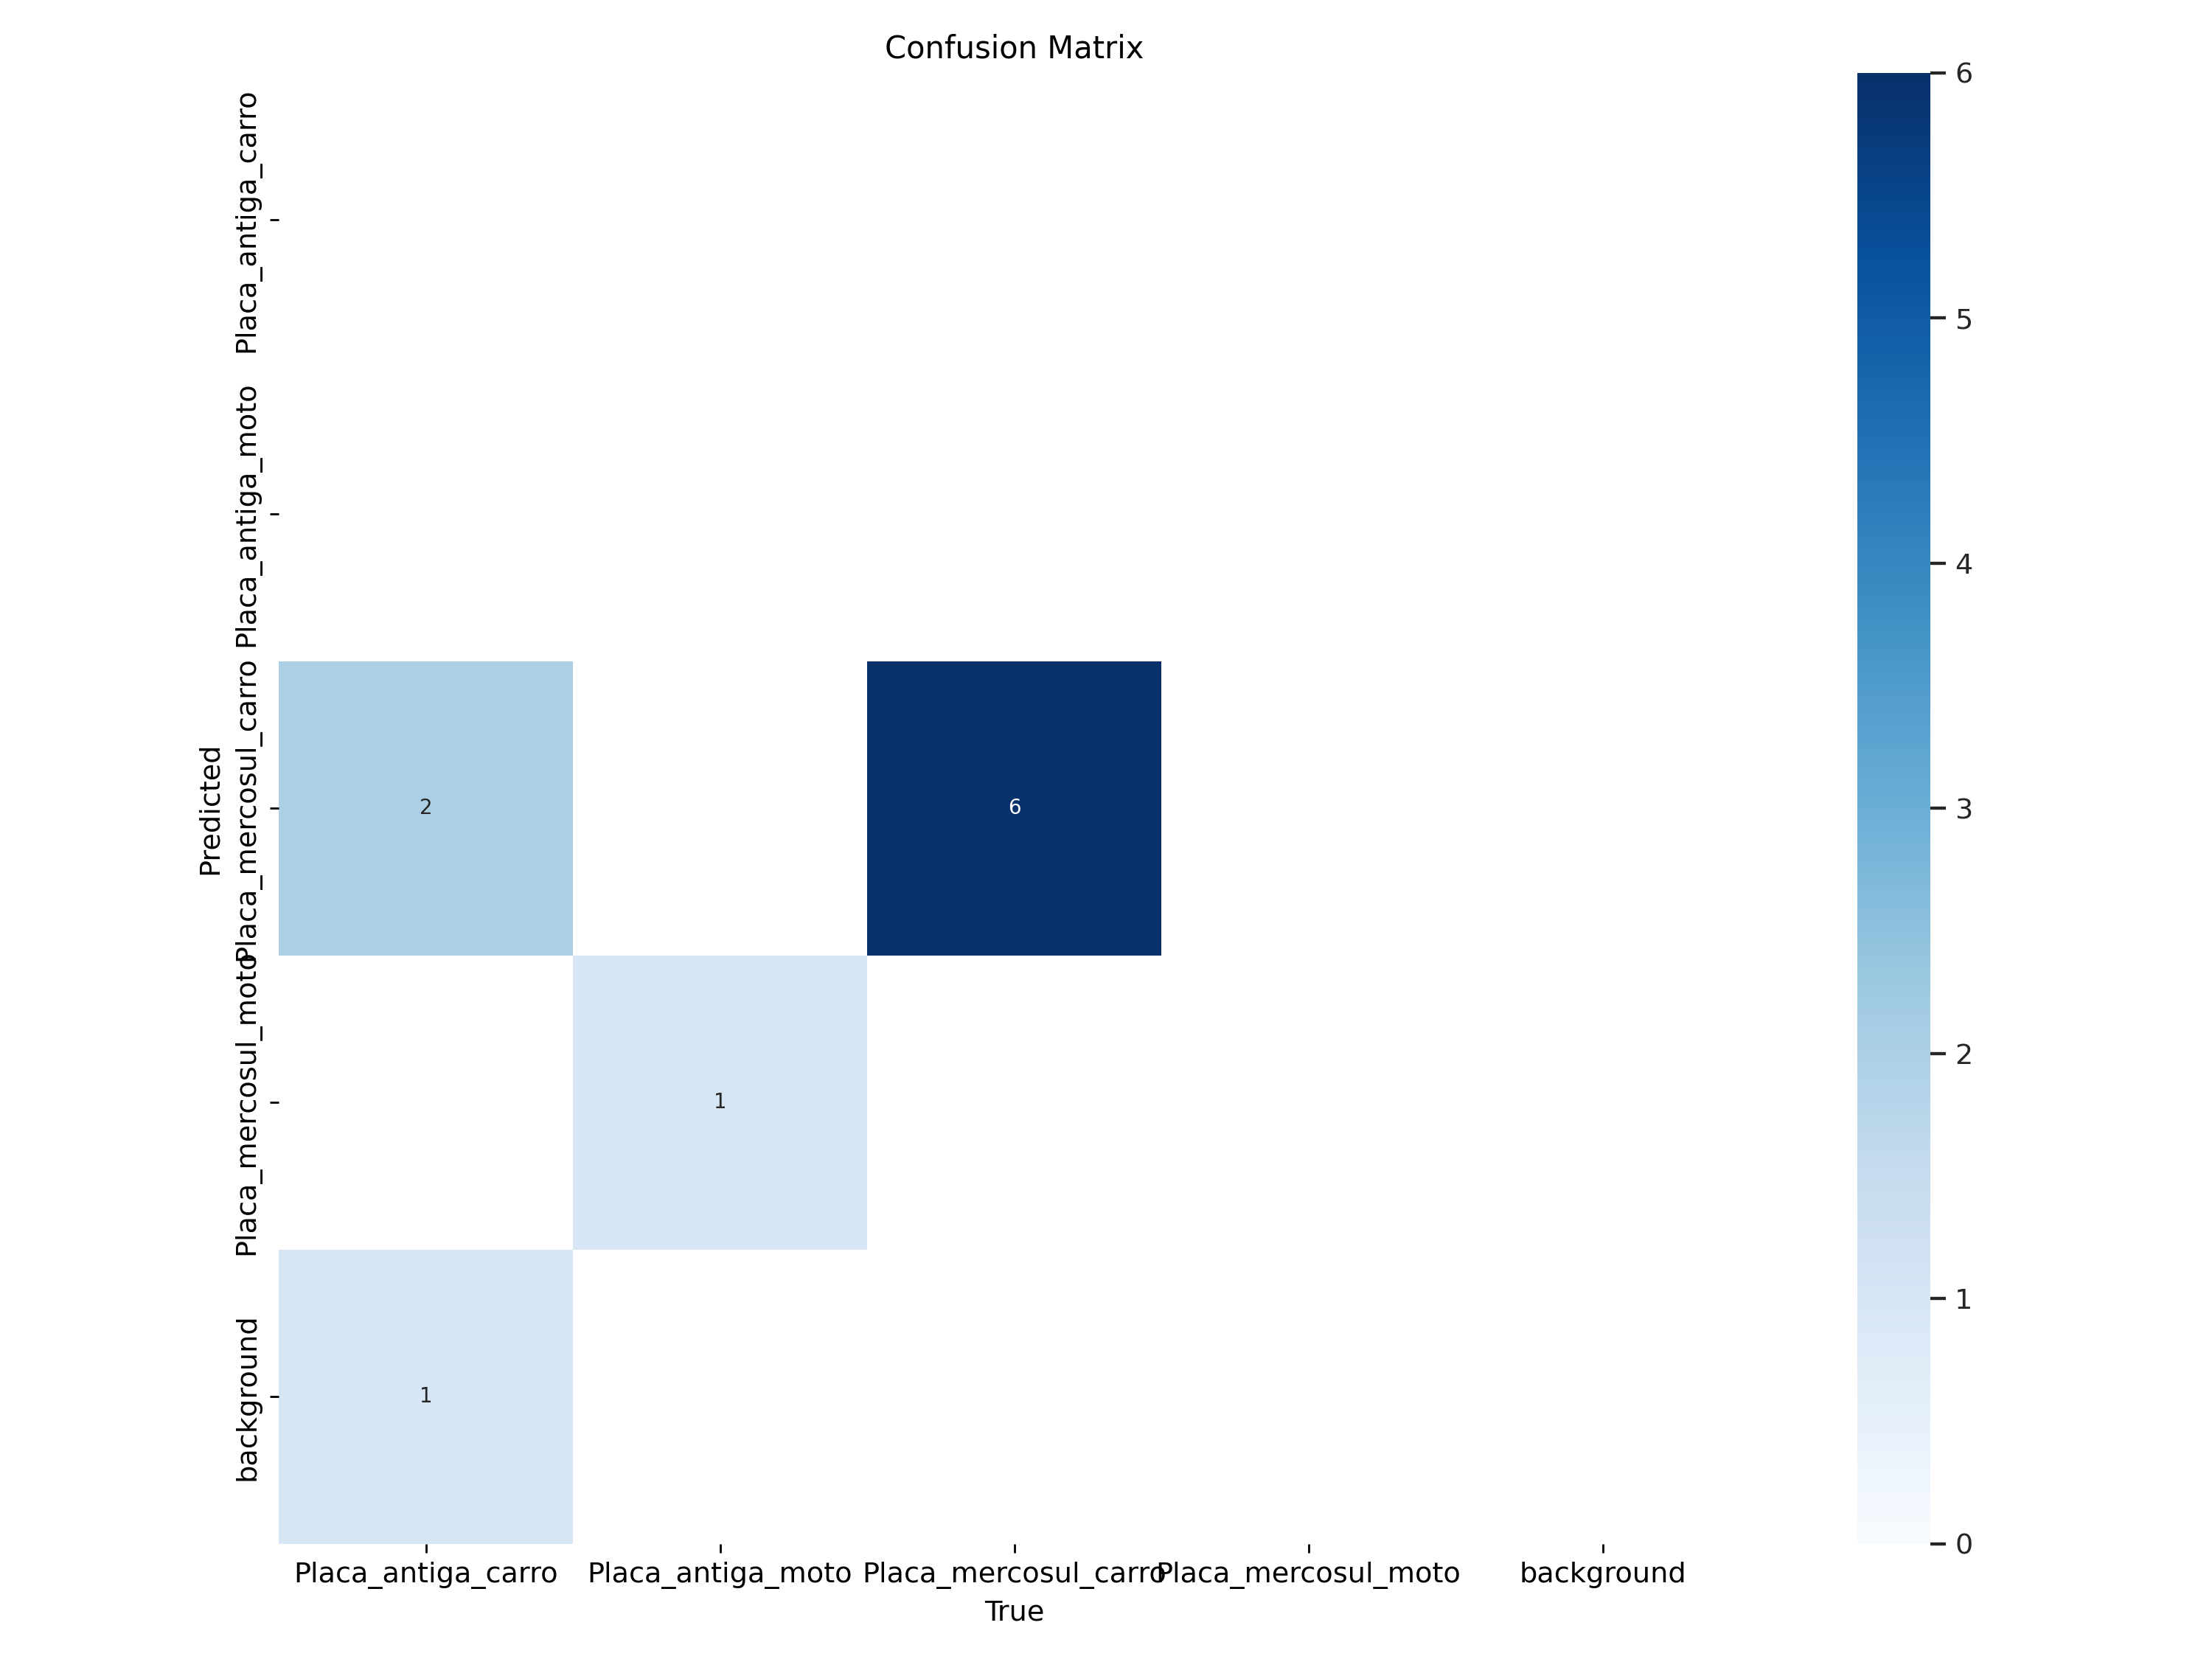 Confusion Matrix
Predicted
Placa_antiga_carro
Placa_antiga_moto
Placa_mercosul_carro
Placa_mercosul_moto
background
2
6
1
1
Placa_antiga_carro
Placa_antiga_moto
Placa_mercosul_carro
Placa_mercosul_moto
background
True
6
5
4
3
2
1
0